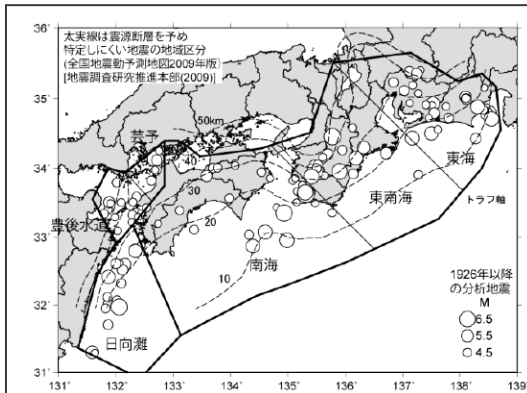 太実線は震源断層を予め
特定しにくい地震の地域区分
(全国地震動予測地図2009年版)
[地震調査研究推進本部(2009)]
36°
35°
34°
33°
32°
31°
50km
40
30
20
10
芸予
豊後水道
日向灘
南海
東南海
東海
トラフ軸
1926年以降
の分析地震
M
6.5
5.5
4.5
131°
132°
133°
134°
135°
136°
137°
138°
139°